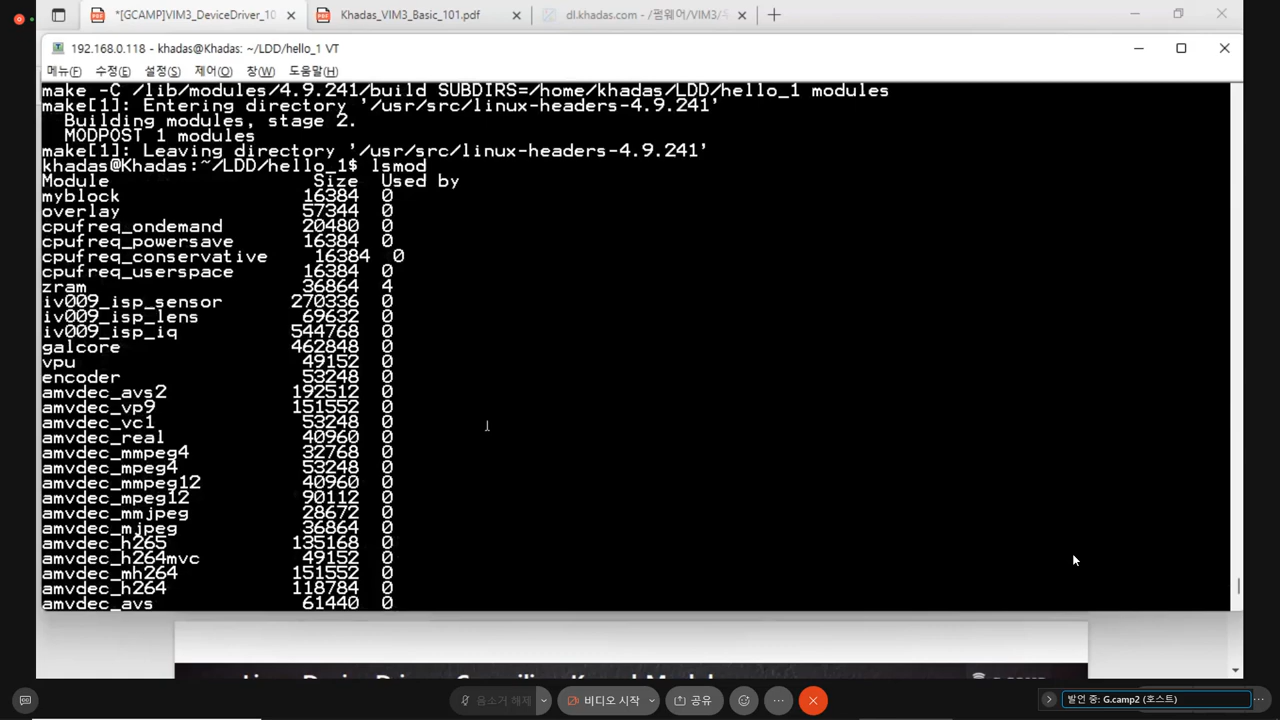 *[GCAMP]VIM3_DeviceDriver_10
Khadas_VIM3_Basic_101.pdf
dl.khadas.com - /펌웨어/VIM3/
192.168.0.118 - khadas@Khadas: ~/LDD/hello_1 VT
메뉴(F) 수정(E) 설정(S) 제어(O) 창(W) 도움말(H)
make -C /lib/modules/4.9.241/build SUBDIRS=/home/khadas/LDD/hello_1 modules
make[1]: Entering directory '/usr/src/linux-headers-4.9.241'
Building modules, stage 2.
MODPOST 1 modules
make[1]: Leaving directory '/usr/src/linux-headers-4.9.241'
khadas@Khadas:~/LDD/hello_1$ lsmod
Module Size Used by
myblock 16384 0
overlay 57344 0
cpufreq_ondemand 20480 0
cpufreq_powersave 16384 0
cpufreq_conservative 16384 0
cpufreq_userspace 16384 0
zram 36864 4
iv009_isp_sensor 270336 0
iv009_isp_lens 69632 0
iv009_isp_iq 544768 0
galcore 462848 0
vpu 49152 0
encoder 53248 0
amvdec_avs2 192512 0
amvdec_vp9 151552 0
amvdec_vc1 53248 0
amvdec_real 40960 0
amvdec_mmpeg4 32768 0
amvdec_mpeg4 53248 0
amvdec_mmpeg12 40960 0
amvdec_mpeg12 90112 0
amvdec_mmjpeg 28672 0
amvdec_mjpeg 36864 0
amvdec_h265 135168 0
amvdec_h264mvc 49152 0
amvdec_mh264 151552 0
amvdec_h264 118784 0
amvdec_avs 61440 0
음소거 해제 비디오 시작 공유
발언 중: G.camp2 (호스트)